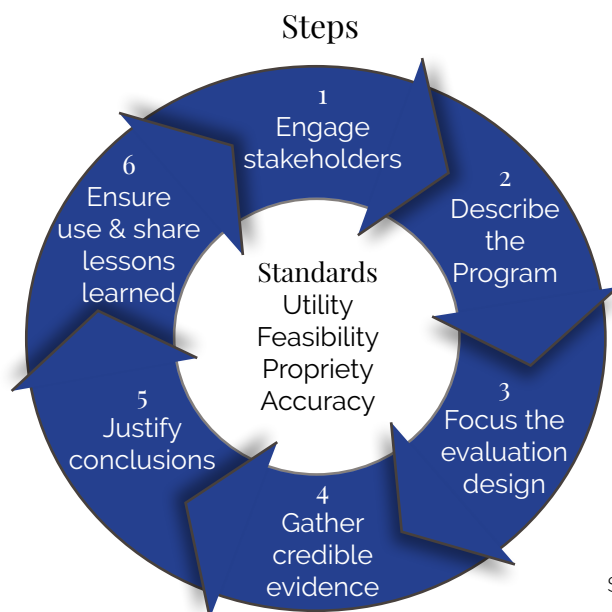 Steps
1
Engage
stakeholders
2
Describe
the
Program
3
Focus the
evaluation
design
4
Gather
credible
evidence
5
Justify
conclusions
6
Ensure
use & share
lessons
learned
Standards
Utility
Feasibility
Propriety
Accuracy
S